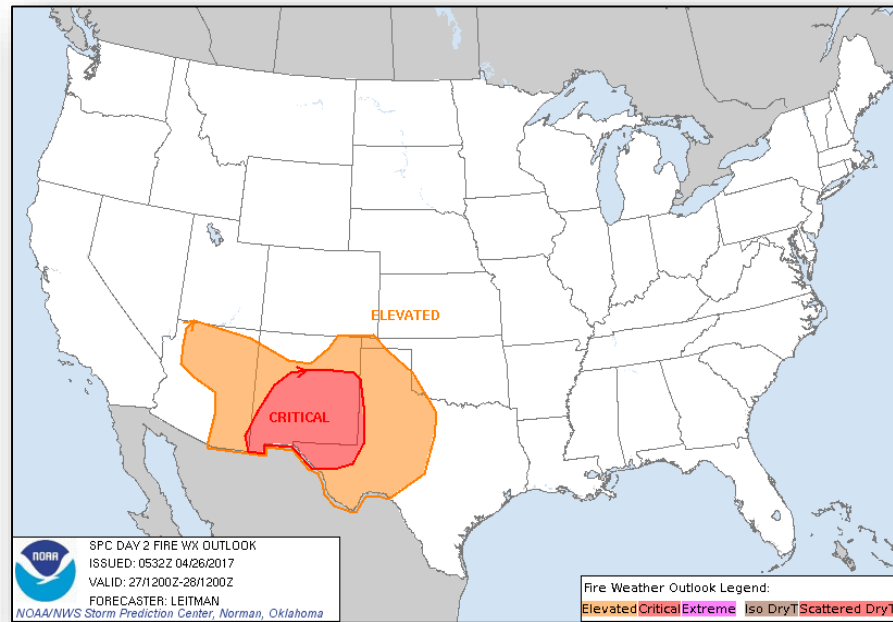 ELEVATED
CRITICAL
NOAA
SPC DAY 2 FIRE WX OUTLOOK
ISSUED: 0532Z 04/26/2017
VALID: 27/1200Z-28/1200Z
FORECASTER: LEITMAN
NOAA/NWS Storm Prediction Center, Norman, Oklahoma
Fire Weather Outlook Legend:
Elevated Critical Extreme Iso DryT Scattered DryT